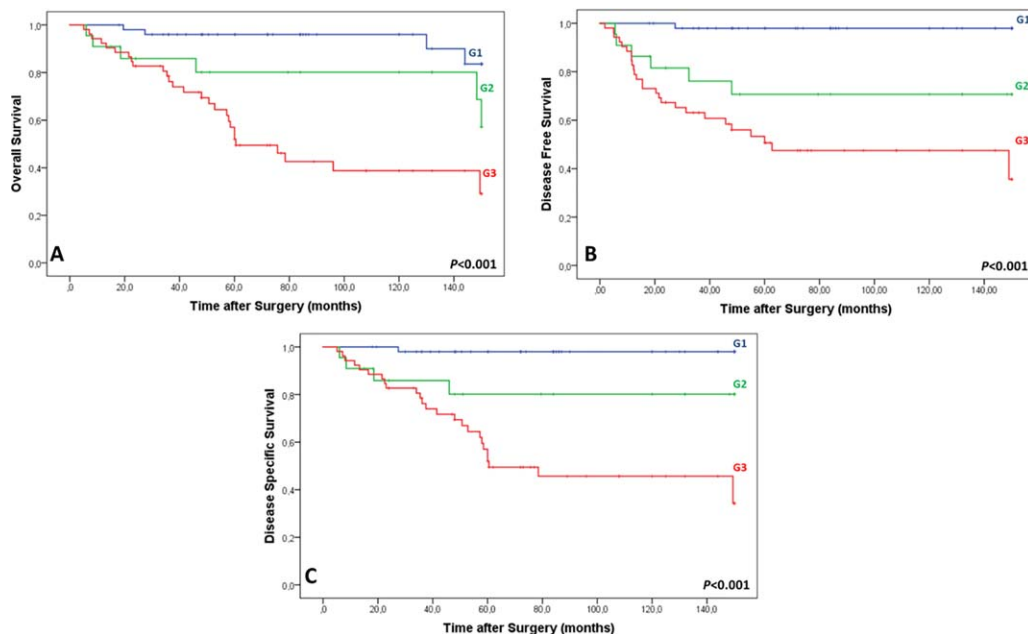 1,0
0,8
0,6
0,4
0,2
0,0
Overall Survival
G1
G2
G3
A
P<0.001
,0 20,0 40,0 60,0 80,0 100,0 120,0 140,0
Time after Surgery (months)
1,0
0,8
0,6
0,4
0,2
0,0
Disease Free Survival
G1
G2
G3
B
P<0.001
,00 20,00 40,00 60,00 80,00 100,00 120,00 140,00
Time after Surgery (months)
1,0
0,8
0,6
0,4
0,2
0,0
Disease Specific Survival
G1
G2
G3
C
P<0.001
,0 20,0 40,0 60,0 80,0 100,0 120,0 140,0
Time after Surgery (months)